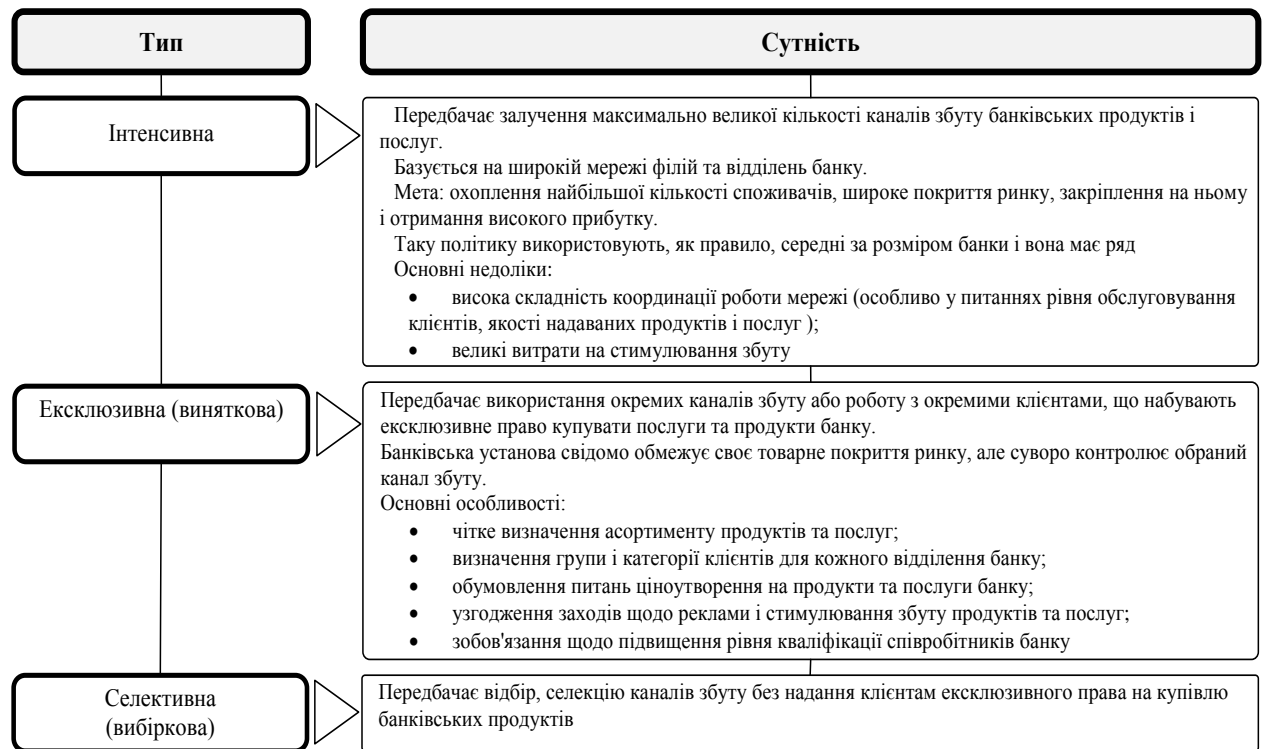 Тип
Сутність
Інтенсивна
Передбачає залучення максимально великої кількості каналів збуту банківських продуктів і
послуг.
Базується на широкій мережі філій та відділень банку.
Мета: охоплення найбільшої кількості споживачів, широке покриття ринку, закріплення на ньому
і отримання високого прибутку.
Таку політику використовують, як правило, середні за розміром банки і вона має ряд
Основні недоліки:
• висока складність координації роботи мережі (особливо у питаннях рівня обслуговування
клієнтів, якості надаваних продуктів і послуг );
• великі витрати на стимулювання збуту
Ексклюзивна (виняткова)
Передбачає використання окремих каналів збуту або роботу з окремими клієнтами, що набувають
ексклюзивне право купувати послуги та продукти банку.
Банківська установа свідомо обмежує своє товарне покриття ринку, але суворо контролює обраний
канал збуту.
Основні особливості:
• чітке визначення асортименту продуктів та послуг;
• визначення групи і категорії клієнтів для кожного відділення банку;
• обумовлення питань ціноутворення на продукти та послуги банку;
• узгодження заходів щодо реклами і стимулювання збуту продуктів та послуг;
• зобов'язання щодо підвищення рівня кваліфікації співробітників банку
Селективна
(вибіркова)
Передбачає відбір, селекцію каналів збуту без надання клієнтам ексклюзивного права на купівлю
банківських продуктів